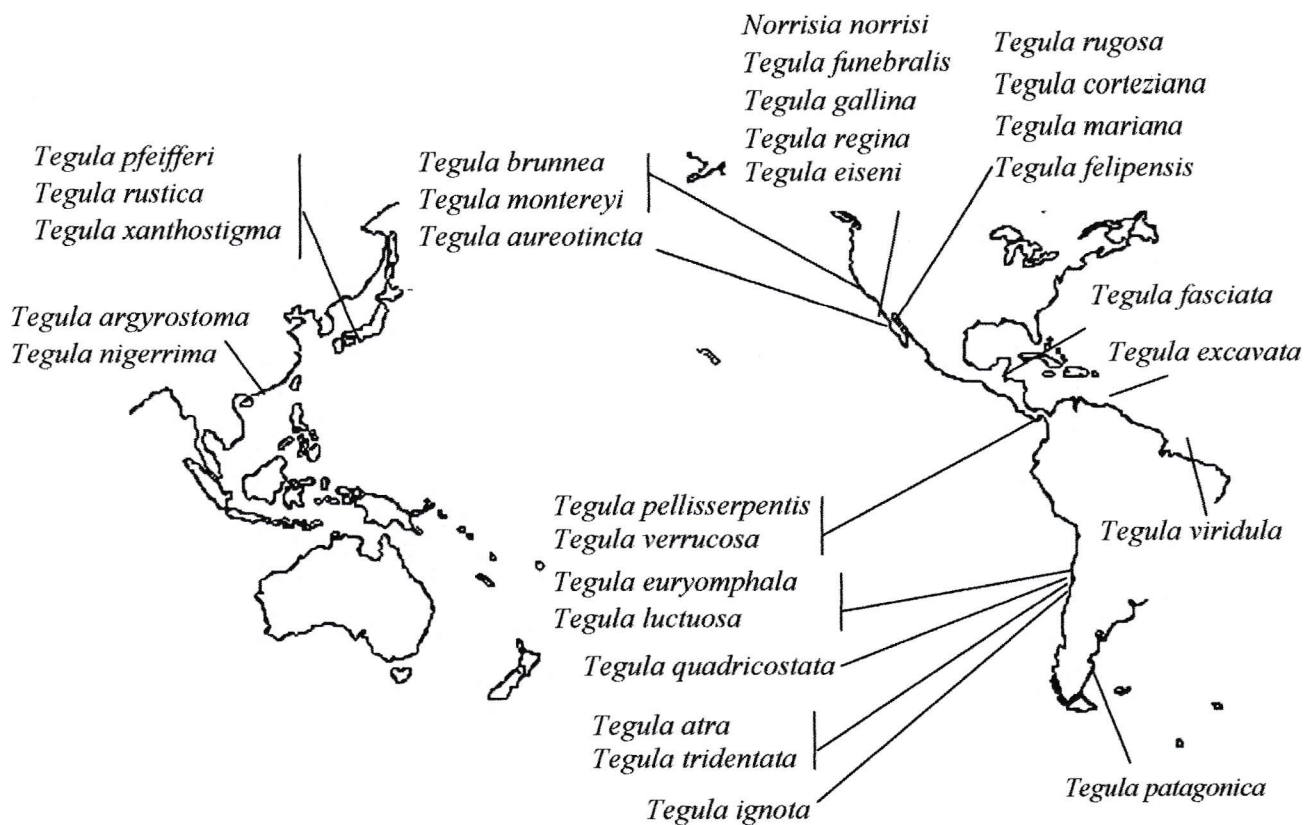 Norrisia norrisi
Tegula funebralis
Tegula gallina
Tegula regina
Tegula eiseni
Tegula rugosa
Tegula corteziana
Tegula mariana
Tegula felipensis
Tegula pfeifferi
Tegula rustica
Tegula xanthostigma
Tegula brunnea
Tegula montereyi
Tegula aureotincta
Tegula argyrostoma
Tegula nigerrima
Tegula fasciata
Tegula excavata
Tegula pellisserpentis
Tegula verrucosa
Tegula viridula
Tegula euryomphala
Tegula luctuosa
Tegula quadricostata
Tegula atra
Tegula tridentata
Tegula ignota
Tegula patagonica